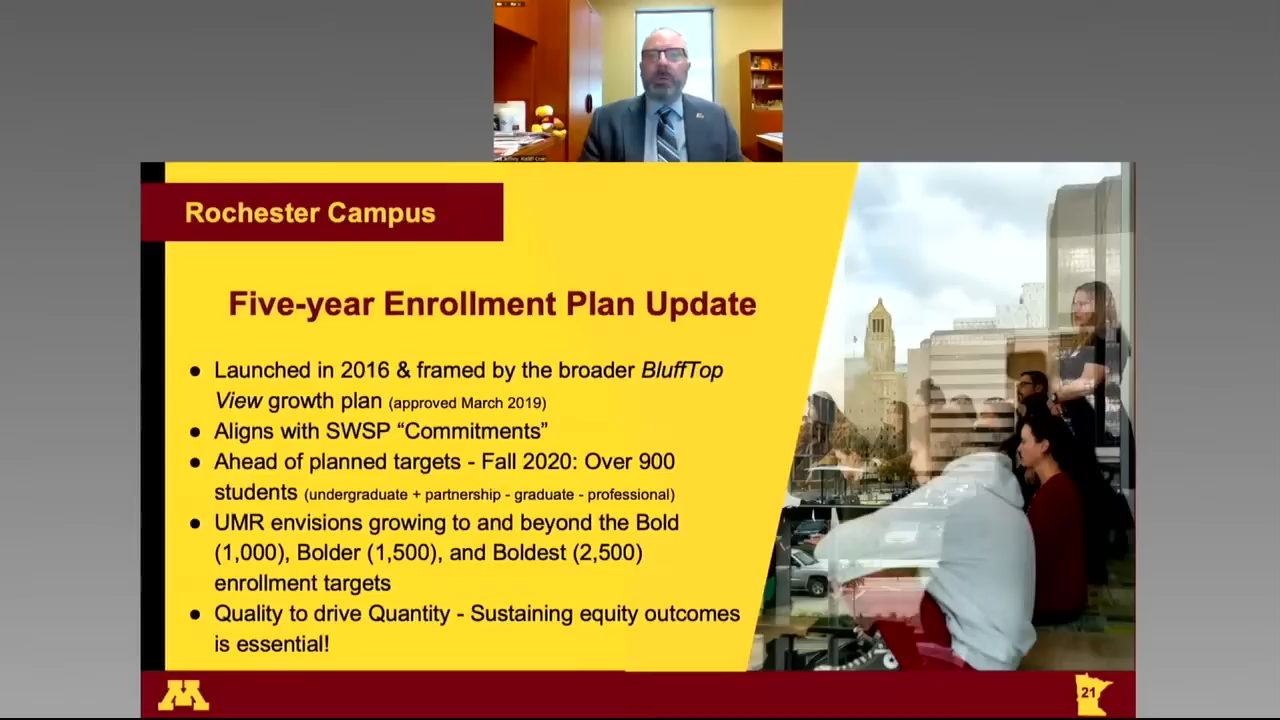 Rochester Campus
Five-year Enrollment Plan Update
● Launched in 2016 & framed by the broader BluffTop
View growth plan (approved March 2019)
● Aligns with SWSP “Commitments”
● Ahead of planned targets - Fall 2020: Over 900
students (undergraduate + partnership - graduate - professional)
● UMR envisions growing to and beyond the Bold
(1,000), Bolder (1,500), and Boldest (2,500)
enrollment targets
● Quality to drive Quantity - Sustaining equity outcomes
is essential!
M
21